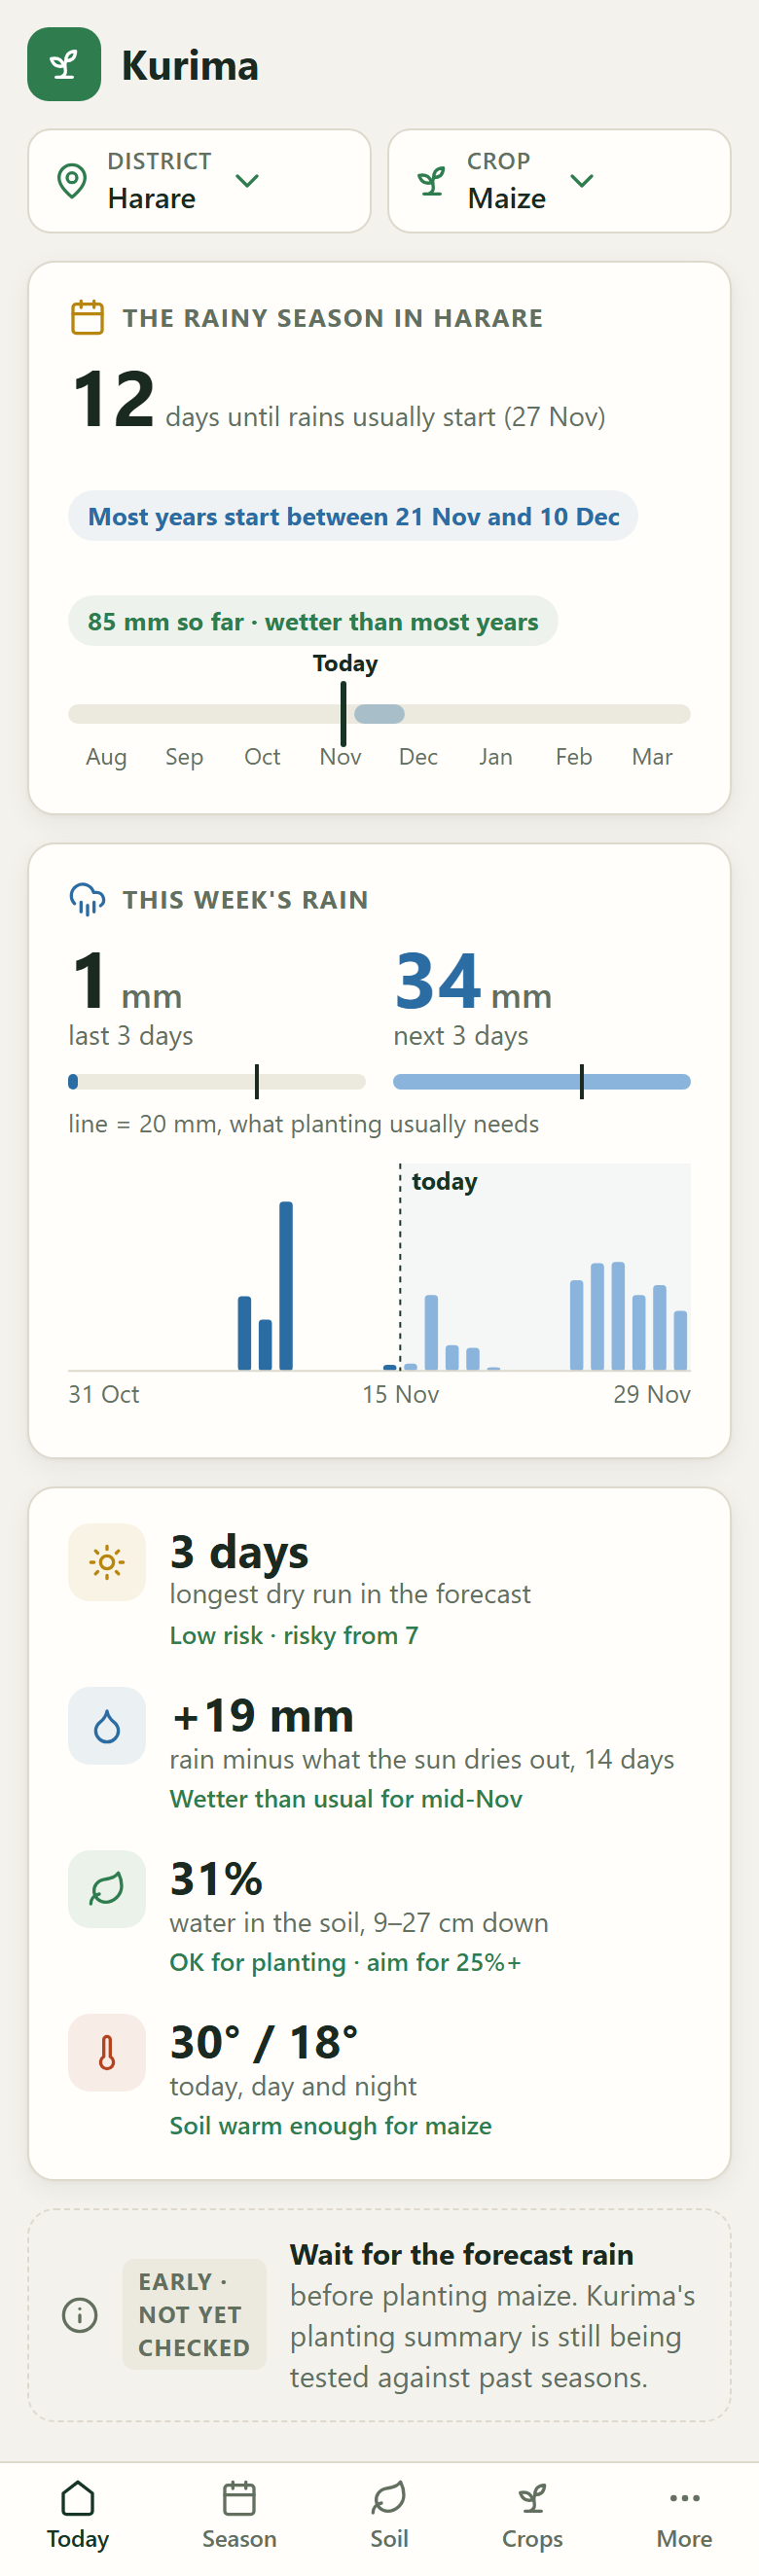 Kurima
DISTRICT
Harare
CROP
Maize
THE RAINY SEASON IN HARARE
12 days until rains usually start (27 Nov)
Most years start between 21 Nov and 10 Dec
85 mm so far · wetter than most years
Today
Aug Sep Oct Nov Dec Jan Feb Mar
THIS WEEK'S RAIN
1 mm
last 3 days
34 mm
next 3 days
line = 20 mm, what planting usually needs
today
31 Oct 15 Nov 29 Nov
3 days
longest dry run in the forecast
Low risk · risky from 7
+19 mm
rain minus what the sun dries out, 14 days
Wetter than usual for mid-Nov
31%
water in the soil, 9–27 cm down
OK for planting · aim for 25%+
30° / 18°
today, day and night
Soil warm enough for maize
EARLY ·
NOT YET
CHECKED
Wait for the forecast rain
before planting maize. Kurima's
planting summary is still being
tested against past seasons.
Today Season Soil Crops More